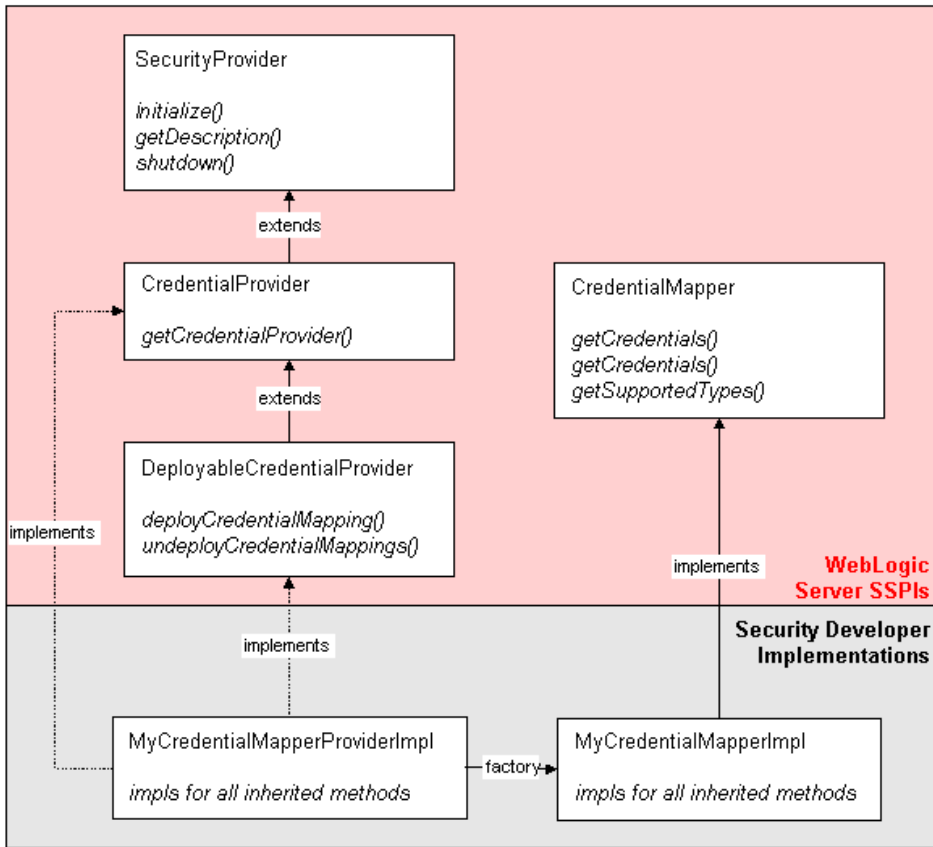 SecurityProvider
initialize()
getDescription()
shutdown()
extends
CredentialProvider
getCredentialProvider()
CredentialMapper
getCredentials()
getCredentials()
getSupportedTypes()
extends
DeployableCredentialProvider
deployCredentialMapping()
undeployCredentialMappings()
implements
implements
WebLogic
Server SSPIs
Security Developer
Implementations
implements
MyCredentialMapperProviderImpl
impls for all inherited methods
factory
MyCredentialMapperImpl
impls for all inherited methods